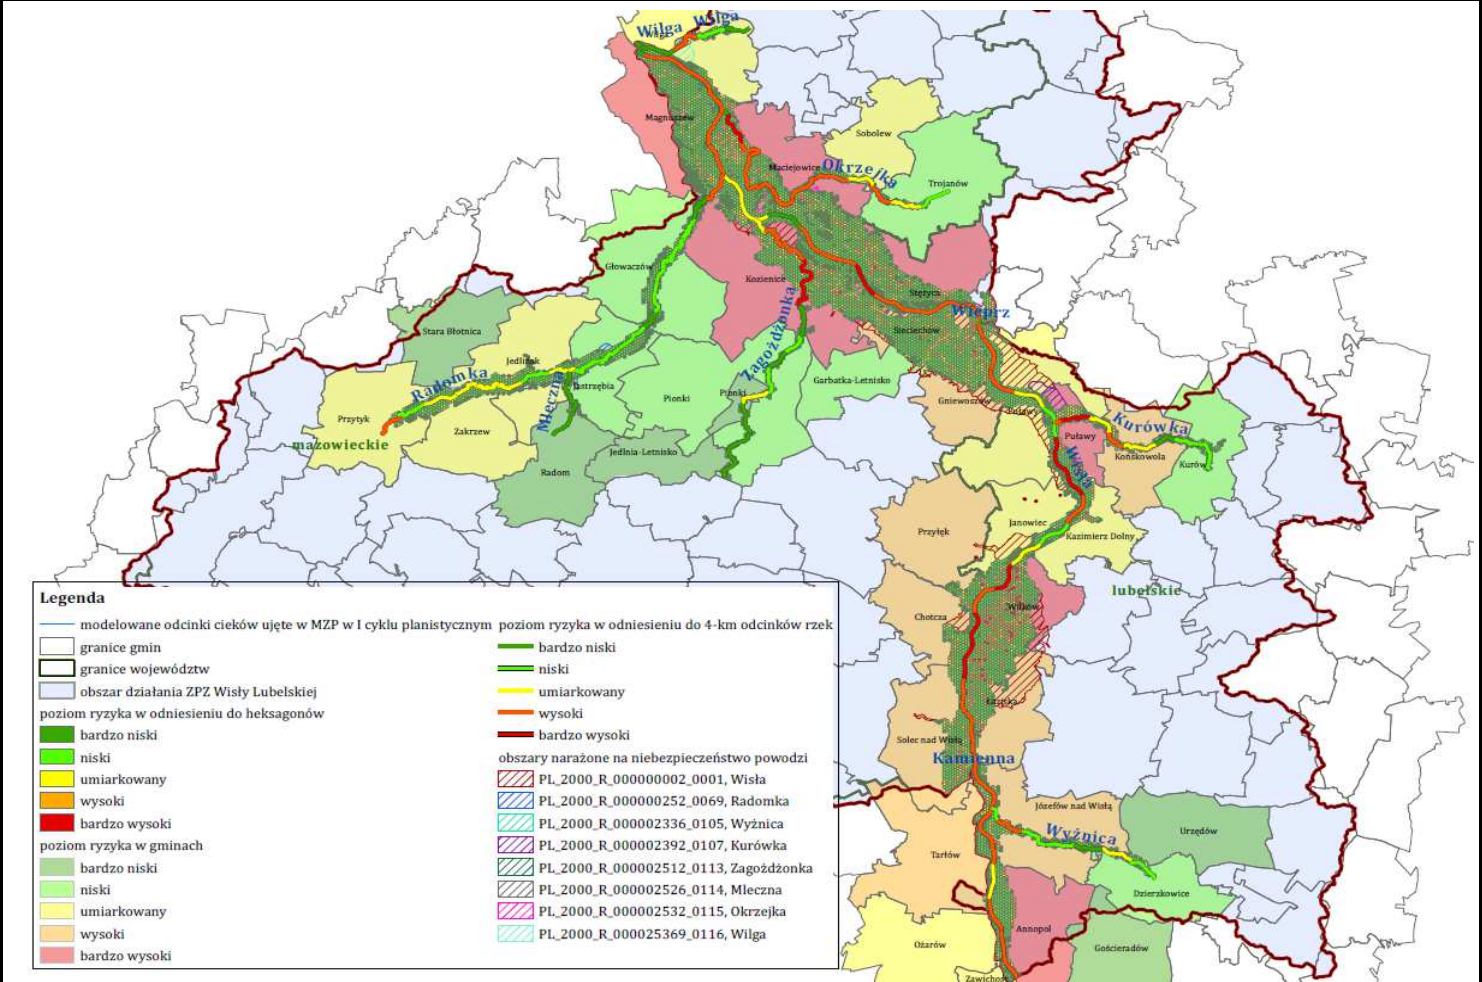 Wilga
Wilga
Magnuszew
Sobolew
Maciejowice
Okrzejka
Trojanów
Głowaczów
Kozienice
Stężyca
Wieprz
Sieciechów
Stara Błotnica
Zagożdżonka
Jedlińsk
Radomka
Jastrzębia
Garbatka-Letnisko
Pionki
Pionki
Mleczna
Gniewoszów
Puławy
Przytyk
Zakrzew
mazowieckie
Kurówka
Puławy
Końskowola
Kurów
Jedlnia-Letnisko
Radom
Wisła
Janowiec
Przyłęk
Kazimierz Dolny
lubelskie
Wilków
Chotcza
Łaziska
Solec nad Wisłą
Kamienna
Józefów nad Wisłą
Wyżnica
Urzędów
Tarłów
Dzierzkowice
Annopol
Ożarów
Gościeradów
Zawichost
Legenda
modelowane odcinki cieków ujęte w MZP w I cyklu planistycznym
granice gmin
granice województw
obszar działania ZPZ Wisły Lubelskiej
poziom ryzyka w odniesieniu do heksagonów
bardzo niski
niski
umiarkowany
wysoki
bardzo wysoki
poziom ryzyka w gminach
bardzo niski
niski
umiarkowany
wysoki
bardzo wysoki
poziom ryzyka w odniesieniu do 4-km odcinków rzek
bardzo niski
niski
umiarkowany
wysoki
bardzo wysoki
obszary narażone na niebezpieczeństwo powodzi
PL_2000_R_000000002_0001, Wisła
PL_2000_R_000000252_0069, Radomka
PL_2000_R_000002336_0105, Wyżnica
PL_2000_R_000002392_0107, Kurówka
PL_2000_R_000002512_0113, Zagożdżonka
PL_2000_R_000002526_0114, Mleczna
PL_2000_R_000002532_0115, Okrzejka
PL_2000_R_000025369_0116, Wilga